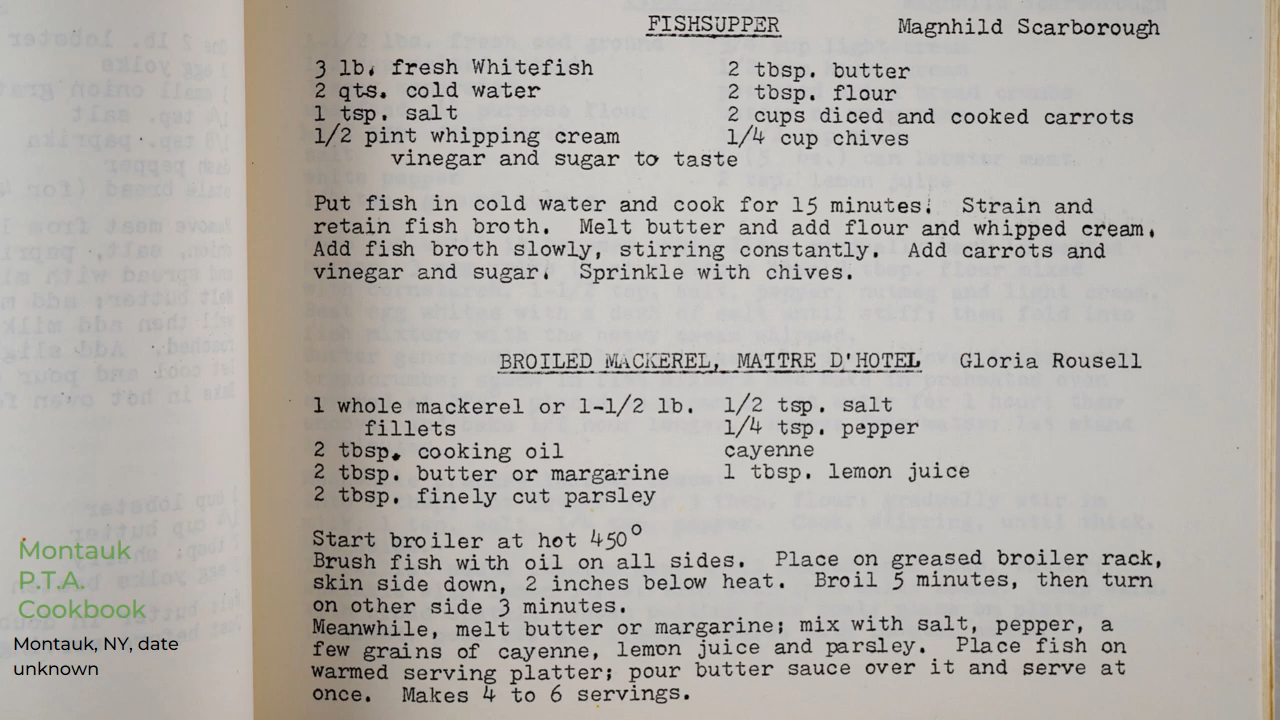 FISHSUPPER Magnhild Scarborough
3 lb. fresh Whitefish 2 tbsp. butter
2 qts. cold water 2 tbsp. flour
1 tsp. salt 2 cups diced and cooked carrots
1/2 pint whipping cream 1/4 cup chives
vinegar and sugar to taste
Put fish in cold water and cook for 15 minutes. Strain and
retain fish broth. Melt butter and add flour and whipped cream.
Add fish broth slowly, stirring constantly. Add carrots and
vinegar and sugar. Sprinkle with chives.
BROILED MACKEREL, MAITRE D'HOTEL Gloria Rousell
1 whole mackerel or 1-1/2 lb. 1/2 tsp. salt
fillets 1/4 tsp. pepper
2 tbsp. cooking oil cayenne
2 tbsp. butter or margarine 1 tbsp. lemon juice
2 tbsp. finely cut parsley
Start broiler at hot 450°
Brush fish with oil on all sides. Place on greased broiler rack,
skin side down, 2 inches below heat. Broil 5 minutes, then turn
on other side 3 minutes.
Meanwhile, melt butter or margarine; mix with salt, pepper, a
few grains of cayenne, lemon juice and parsley. Place fish on
warmed serving platter; pour butter sauce over it and serve at
once. Makes 4 to 6 servings.
Montauk
P.T.A.
Cookbook
Montauk, NY, date
unknown